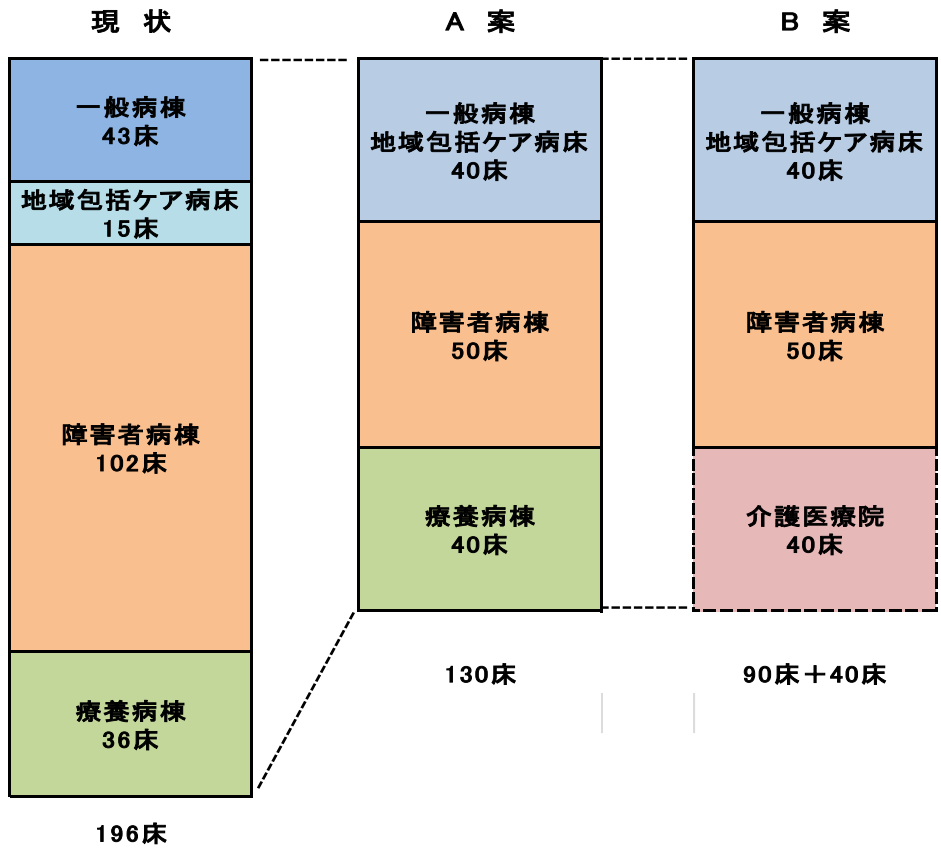 現 状
一般病棟
43床
地域包括ケア病床
15床
障害者病棟
102床
療養病棟
36床
196床
A 案
一般病棟
地域包括ケア病床
40床
障害者病棟
50床
療養病棟
40床
130床
B 案
一般病棟
地域包括ケア病床
40床
障害者病棟
50床
介護医療院
40床
90床＋40床